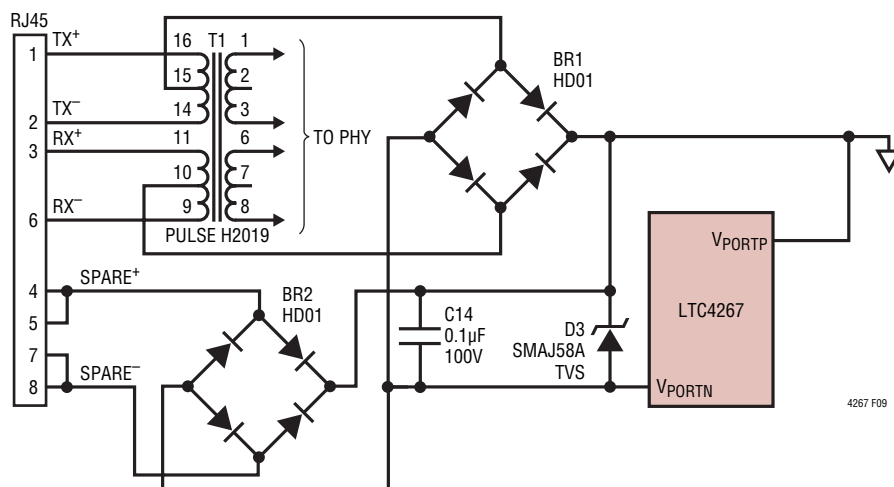 RJ45
1 TX+
2 TX−
3 RX+
6 RX−
4 SPARE+
5
7
8 SPARE−
16 T1 1
15 2
14 3
11 6
10 7
9 8
PULSE H2019
TO PHY
BR1
HD01
BR2
HD01
C14
0.1µF
100V
D3
SMAJ58A
TVS
VPORTP
LTC4267
VPORTN
4267 F09